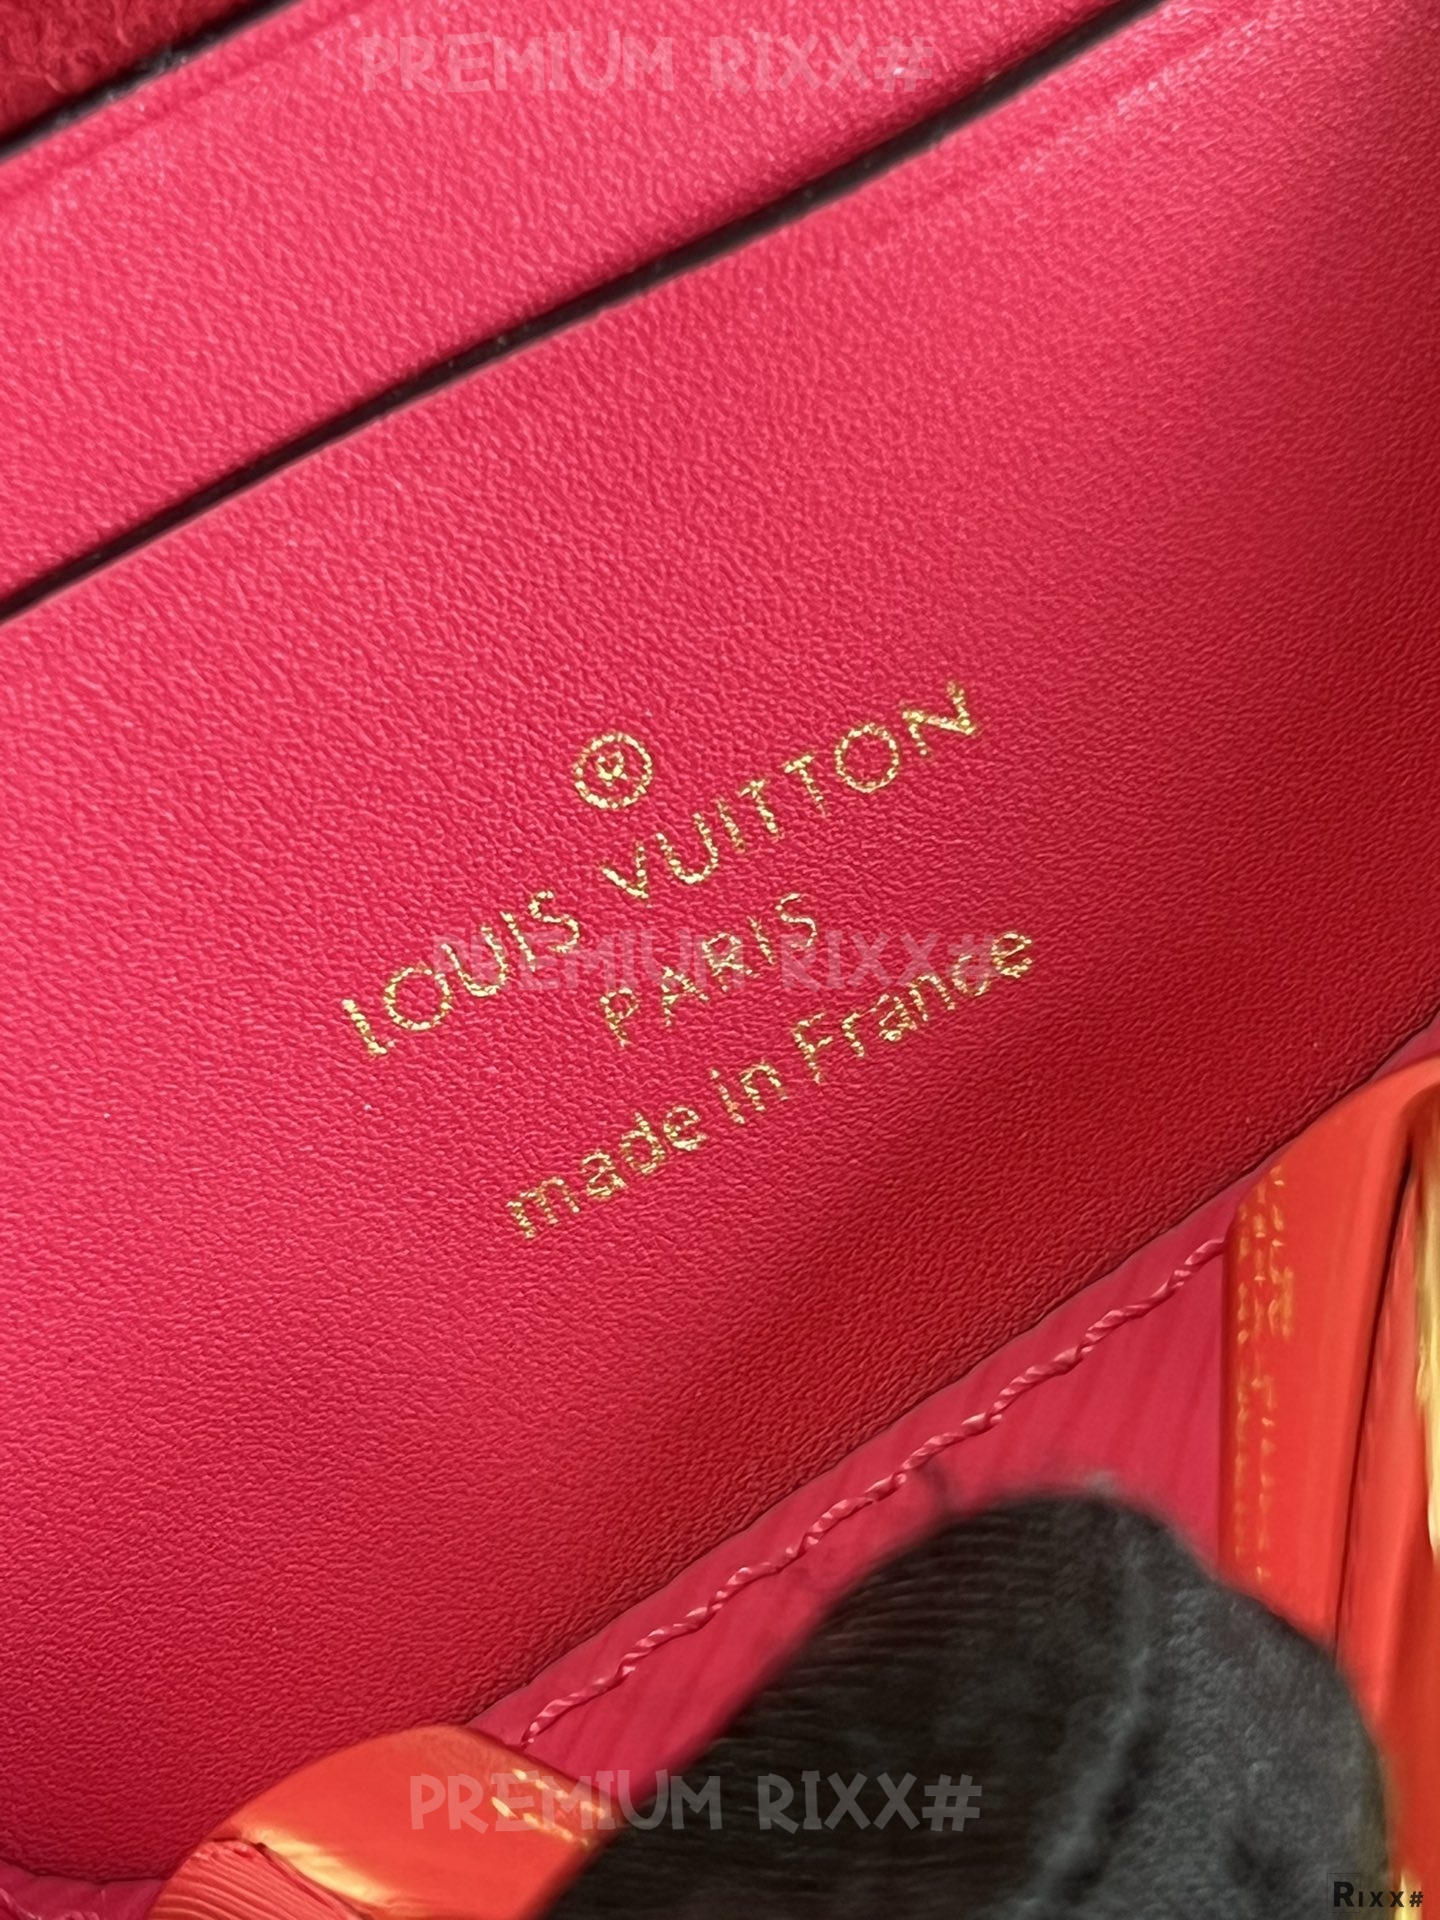 PREMIUM RIXX#
®
LOUIS VUITTON
PARIS
made in France
PREMIUM RIXX#
PREMIUM RIXX#
RIXX#